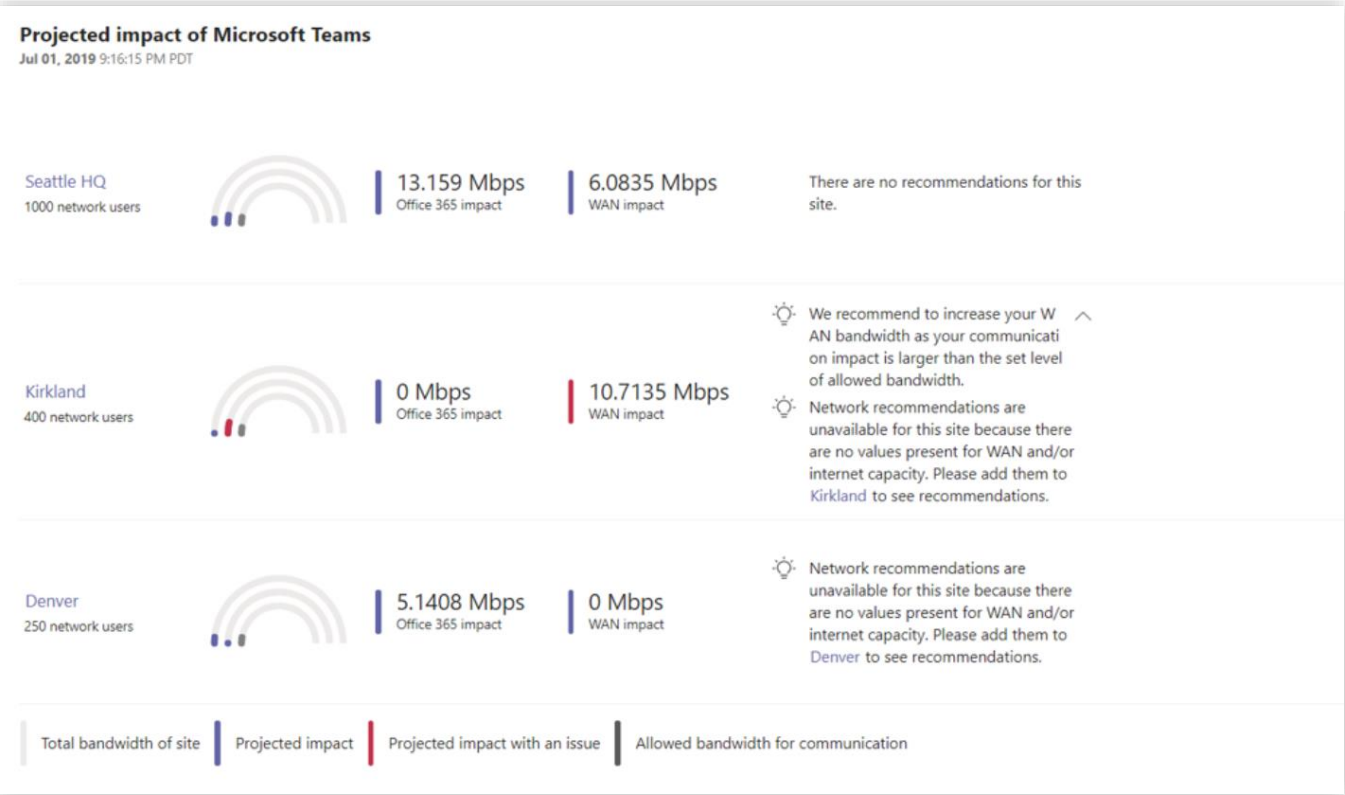 Projected impact of Microsoft Teams
Jul 01, 2019 9:16:15 PM PDT
Seattle HQ
1000 network users
13.159 Mbps
Office 365 impact
6.0835 Mbps
WAN impact
There are no recommendations for this
site.
Kirkland
400 network users
0 Mbps
Office 365 impact
10.7135 Mbps
WAN impact
We recommend to increase your W
AN bandwidth as your communicati
on impact is larger than the set level
of allowed bandwidth.
Network recommendations are
unavailable for this site because there
are no values present for WAN and/or
internet capacity. Please add them to
Kirkland to see recommendations.
Denver
250 network users
5.1408 Mbps
Office 365 impact
0 Mbps
WAN impact
Network recommendations are
unavailable for this site because there
are no values present for WAN and/or
internet capacity. Please add them to
Denver to see recommendations.
Total bandwidth of site
Projected impact
Projected impact with an issue
Allowed bandwidth for communication